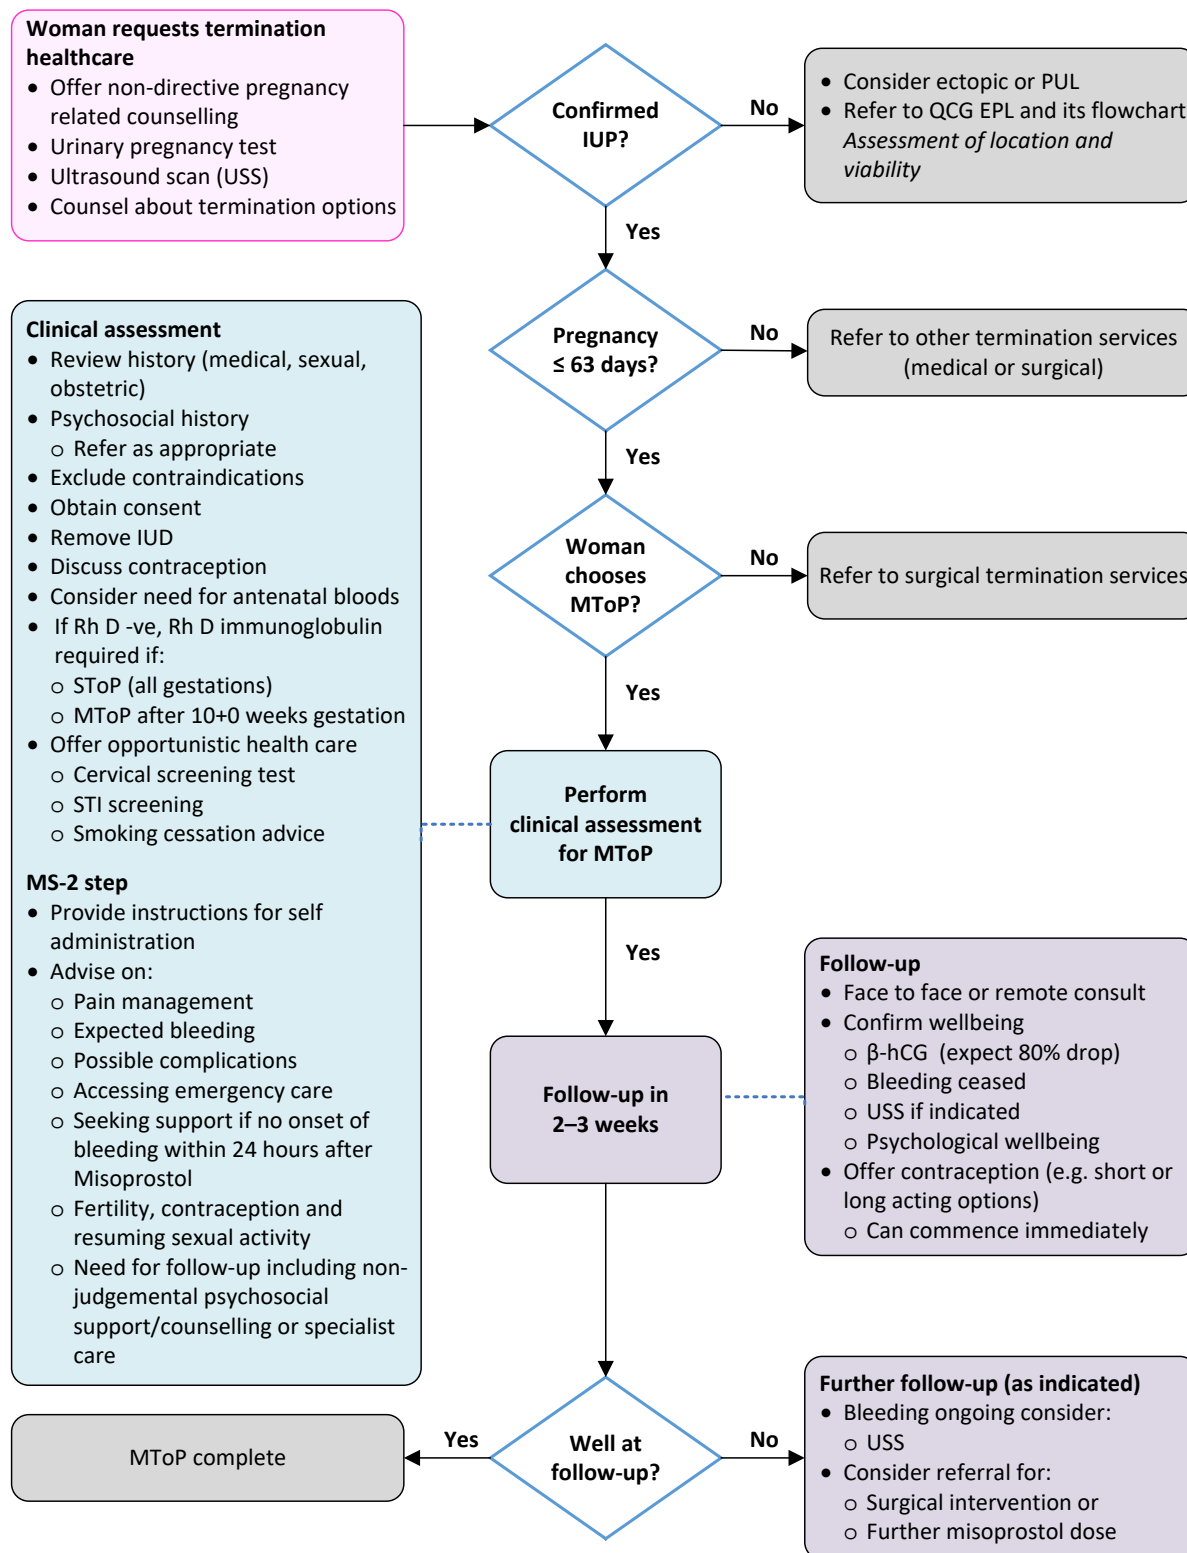 Woman requests termination
healthcare
• Offer non-directive pregnancy
related counselling
• Urinary pregnancy test
• Ultrasound scan (USS)
• Counsel about termination options
Confirmed
IUP?
No
• Consider ectopic or PUL
• Refer to QCG EPL and its flowchart
Assessment of location and
viability
Yes
Pregnancy
≤ 63 days?
No
Refer to other termination services
(medical or surgical)
Yes
Woman
chooses
MToP?
No
Refer to surgical termination services
Yes
Perform
clinical assessment
for MToP
Clinical assessment
• Review history (medical, sexual,
obstetric)
• Psychosocial history
o Refer as appropriate
• Exclude contraindications
• Obtain consent
• Remove IUD
• Discuss contraception
• Consider need for antenatal bloods
• If Rh D -ve, Rh D immunoglobulin
required if:
o SToP (all gestations)
o MToP after 10+0 weeks gestation
• Offer opportunistic health care
o Cervical screening test
o STI screening
o Smoking cessation advice
MS-2 step
• Provide instructions for self
administration
• Advise on:
o Pain management
o Expected bleeding
o Possible complications
o Accessing emergency care
o Seeking support if no onset of
bleeding within 24 hours after
Misoprostol
o Fertility, contraception and
resuming sexual activity
o Need for follow-up including non-
judgemental psychosocial
support/counselling or specialist
care
Yes
Follow-up in
2–3 weeks
Follow-up
• Face to face or remote consult
• Confirm wellbeing
o β-hCG (expect 80% drop)
o Bleeding ceased
o USS if indicated
o Psychological wellbeing
• Offer contraception (e.g. short or
long acting options)
o Can commence immediately
Well at
follow-up?
Yes
MToP complete
No
Further follow-up (as indicated)
• Bleeding ongoing consider:
o USS
• Consider referral for:
o Surgical intervention or
o Further misoprostol dose